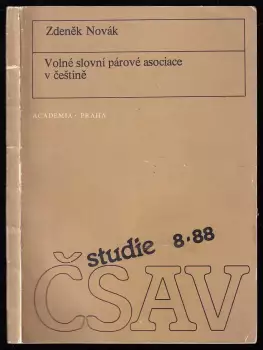 Zdeněk Novák
Volné slovní párové asociace
v češtině
ACADEMIA · PRAHA
studie 8·88
ČSAV